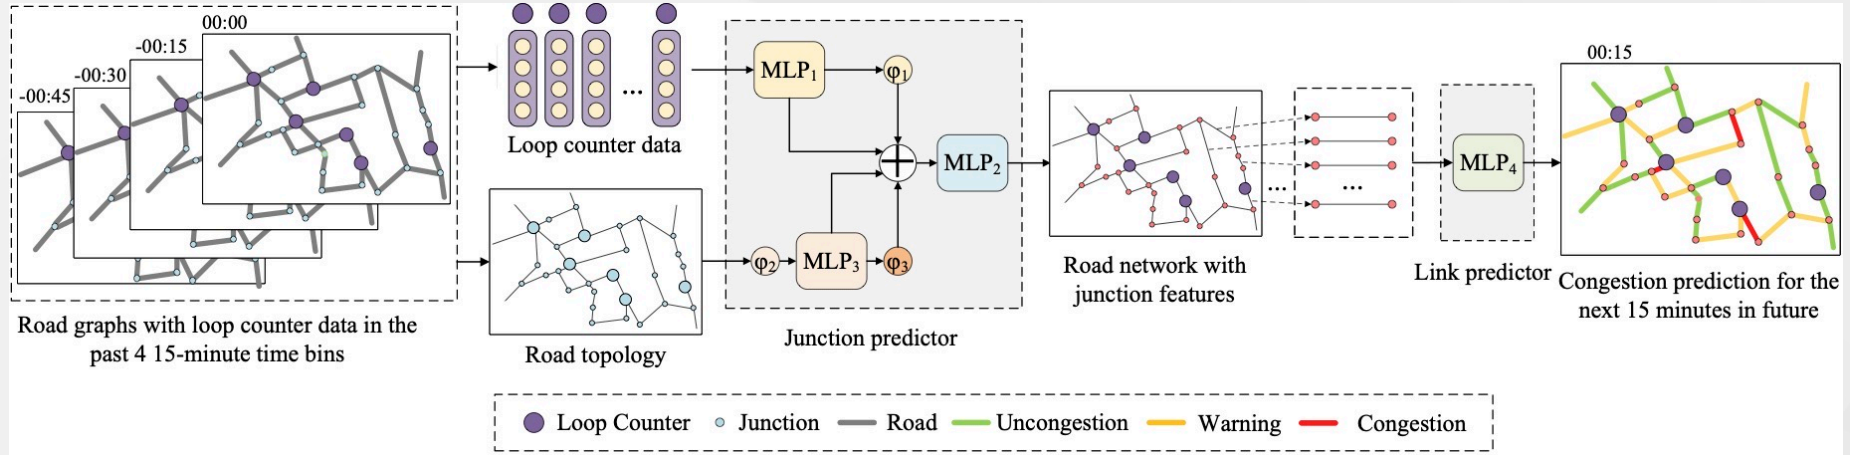 00:00
-00:15
-00:30
-00:45
Road graphs with loop counter data in the
past 4 15-minute time bins
...
Loop counter data
Road topology
MLP₁
φ₁
MLP₂
φ₂
MLP₃
φ₃
Junction predictor
Road network with
junction features
...
...
MLP₄
Link predictor
00:15
Congestion prediction for the
next 15 minutes in future
Loop Counter Junction Road Uncongestion Warning Congestion